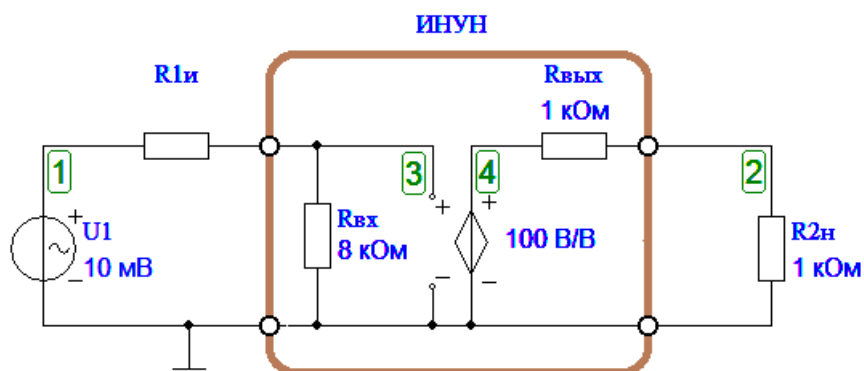 ИНУН
R1и
Rвых
1 кОм
1
3
4
2
+
U1
10 мВ
−
Rвх
8 кОм
+
−
+
100 В/В
−
R2н
1 кОм